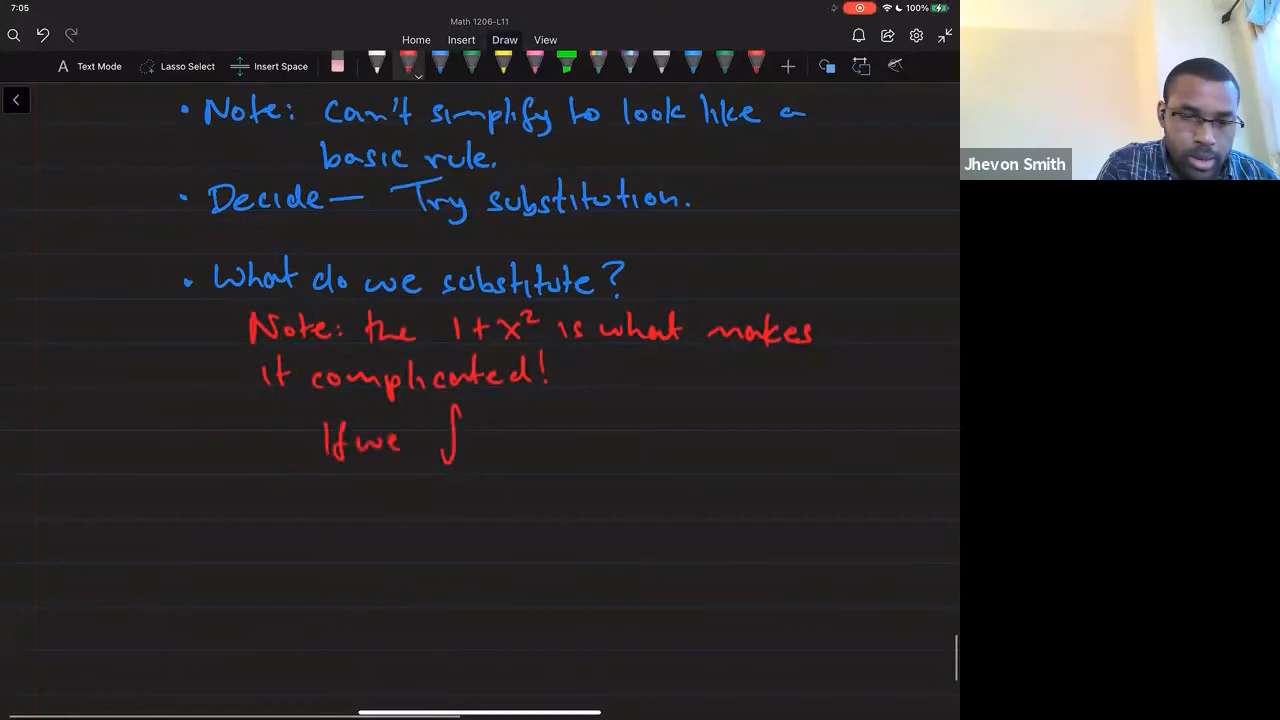 7:05
100%
Math 1206-L11
Home Insert Draw View
Text Mode Lasso Select Insert Space
• Note: Can't simplify to look like a
basic rule.
• Decide— Try substitution.
• What do we substitute?
Note: the 1 + x² is what makes
it complicated!
If we ∫
Jhevon Smith